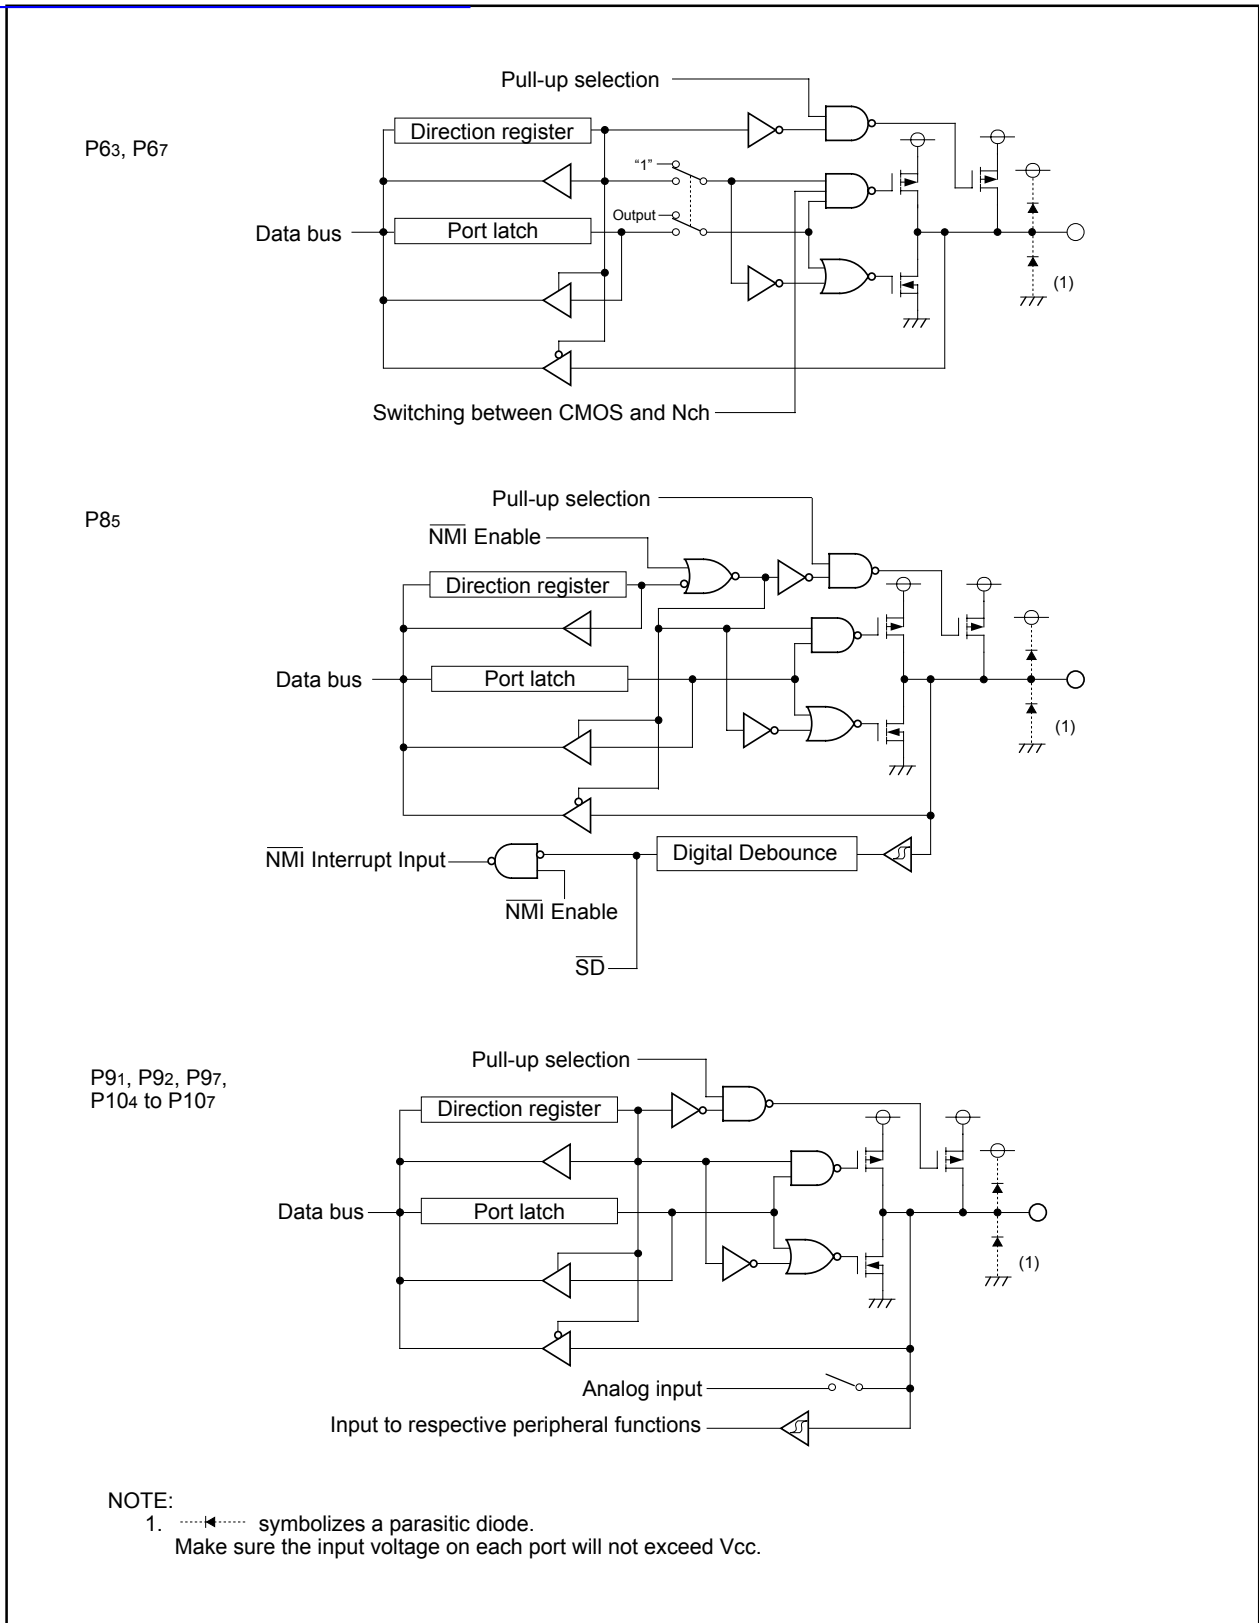 Pull-up selection
Direction register
P63, P67
"1"
Output
Data bus
Port latch
(1)
Switching between CMOS and Nch
Pull-up selection
P85
NMI Enable
Direction register
Data bus
Port latch
(1)
NMI Interrupt Input
Digital Debounce
NMI Enable
SD
Pull-up selection
P91, P92, P97,
P104 to P107
Direction register
Data bus
Port latch
(1)
Analog input
Input to respective peripheral functions
NOTE:
1. symbolizes a parasitic diode.
Make sure the input voltage on each port will not exceed Vcc.